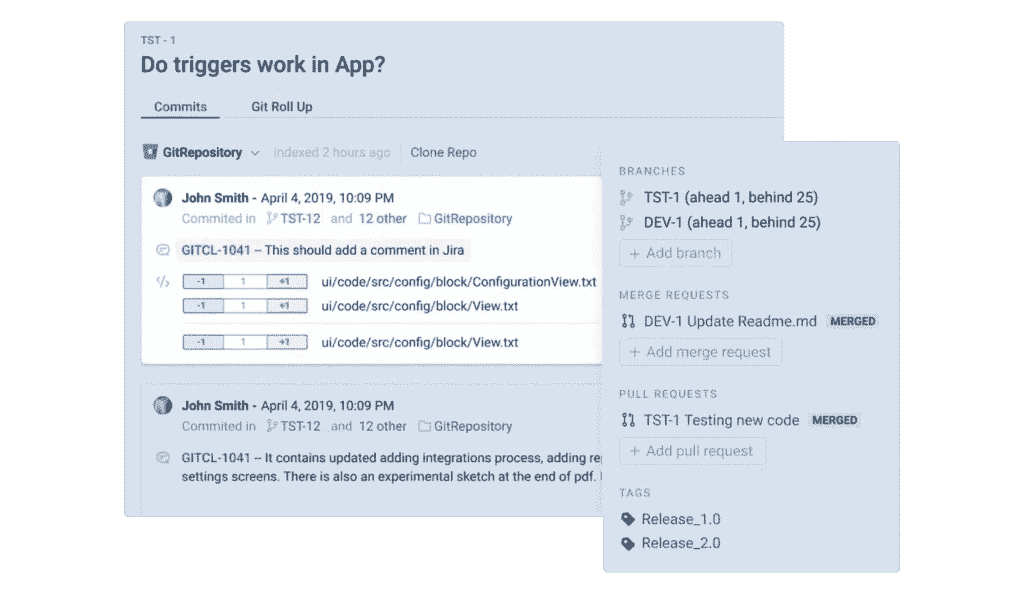 TST - 1
Do triggers work in App?
Commits
Git Roll Up
GitRepository
Indexed 2 hours ago
Clone Repo
John Smith - April 4, 2019, 10:09 PM
Commited in TST-12 and 12 other GitRepository
GITCL-1041 – This should add a comment in Jira
-1 1 +1 ui/code/src/config/block/ConfigurationView.txt
-1 1 +1 ui/code/src/config/block/View.txt
-1 1 +1 ui/code/src/config/block/View.txt
John Smith - April 4, 2019, 10:09 PM
Commited in TST-12 and 12 other GitRepository
GITCL-1041 – It contains updated adding integrations process, adding
settings screens. There is also an experimental sketch at the end of pdf.
BRANCHES
TST-1 (ahead 1, behind 25)
DEV-1 (ahead 1, behind 25)
+ Add branch
MERGE REQUESTS
DEV-1 Update Readme.md MERGED
+ Add merge request
PULL REQUESTS
TST-1 Testing new code MERGED
+ Add pull request
TAGS
Release_1.0
Release_2.0